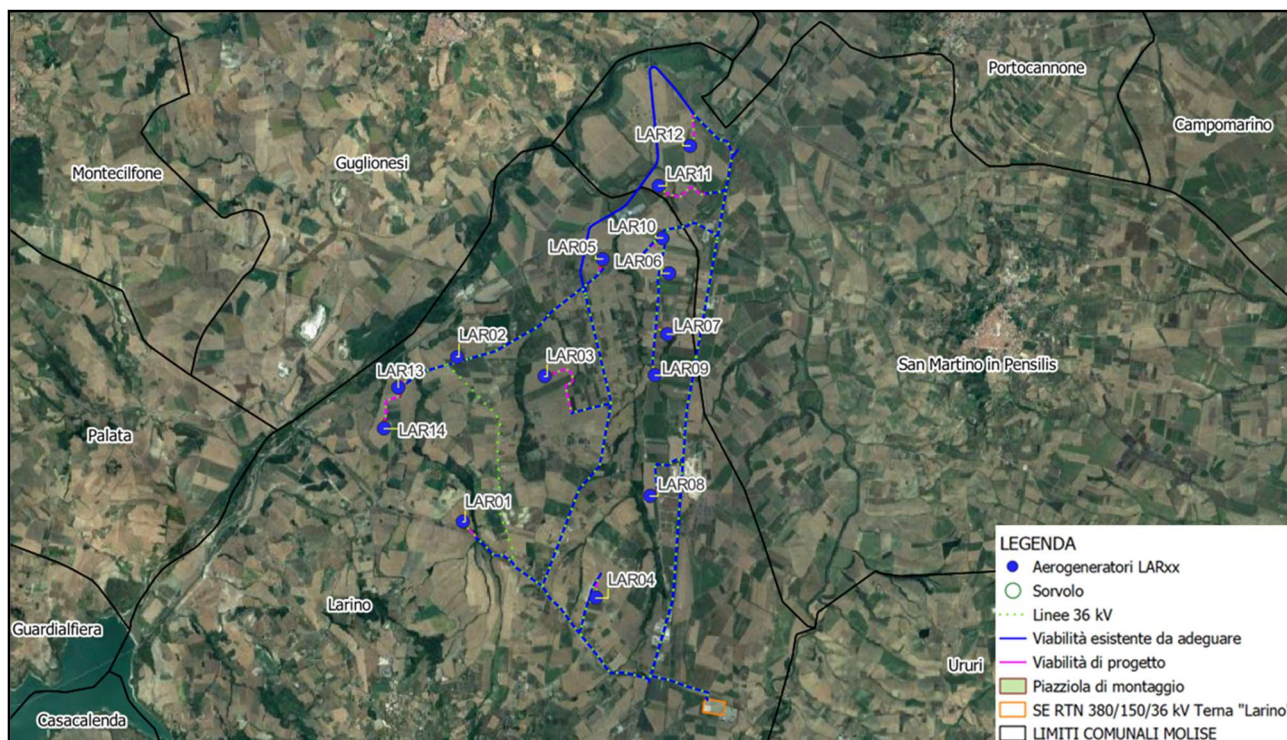 Portocannone
Campomarino
LAR12
Guglionesi
Montecilfone
LAR11
LAR10
LAR05
LAR06
LAR02
LAR07
LAR03
San Martino in Pensilis
LAR13
LAR09
LAR14
Palata
LAR08
LAR01
LAR04
Larino
Guardialfiera
Ururi
Casacalenda
LEGENDA
Aerogeneratori LARxx
Sorvolo
Linee 36 kV
Viabilità esistente da adeguare
Viabilità di progetto
Piazziola di montaggio
SE RTN 380/150/36 kV Terna "Larino"
LIMITI COMUNALI MOLISE